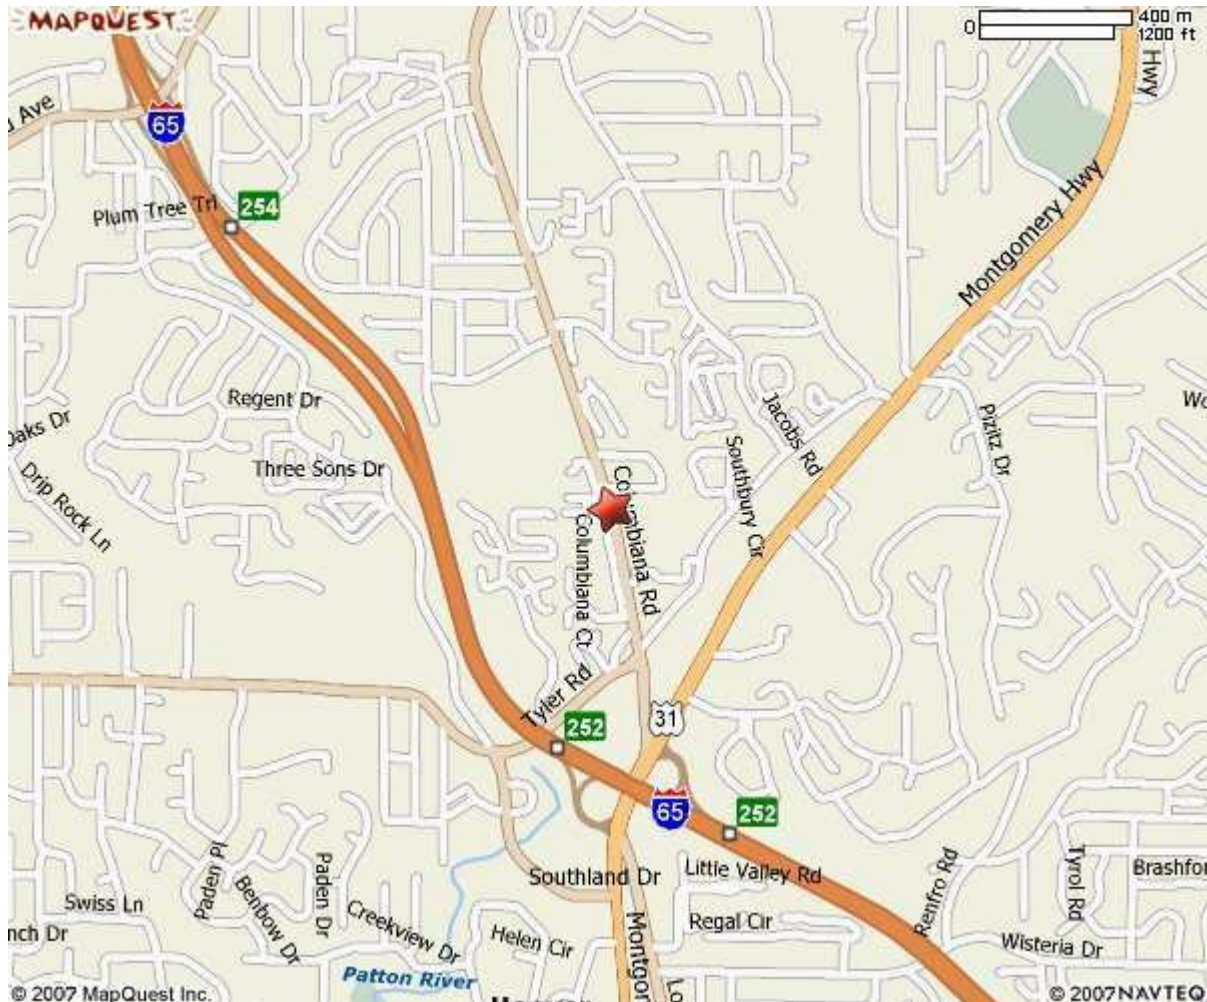 MAPQUEST
0
400 m
1200 ft
Hwy
Ave
65
Plum Tree Trl
254
Montgomery Hwy
Regent Dr
Jacobs Rd
Pizitz Dr
Oaks Dr
Three Sons Dr
Southbury Cir
Drip Rock Ln
Columbiana Rd
Columbiana Ct
Tyler Rd
31
252
65
252
Southland Dr
Little Valley Rd
Paden Pl
Paden Dr
Benbow Dr
Swiss Ln
Creekview Dr
Helen Cir
Regal Cir
Renfro Rd
Tyrol Rd
Brashfor
nch Dr
Montgor
Lo
Wisteria Dr
Patton River
© 2007 MapQuest Inc.
© 2007 NAVTEQ